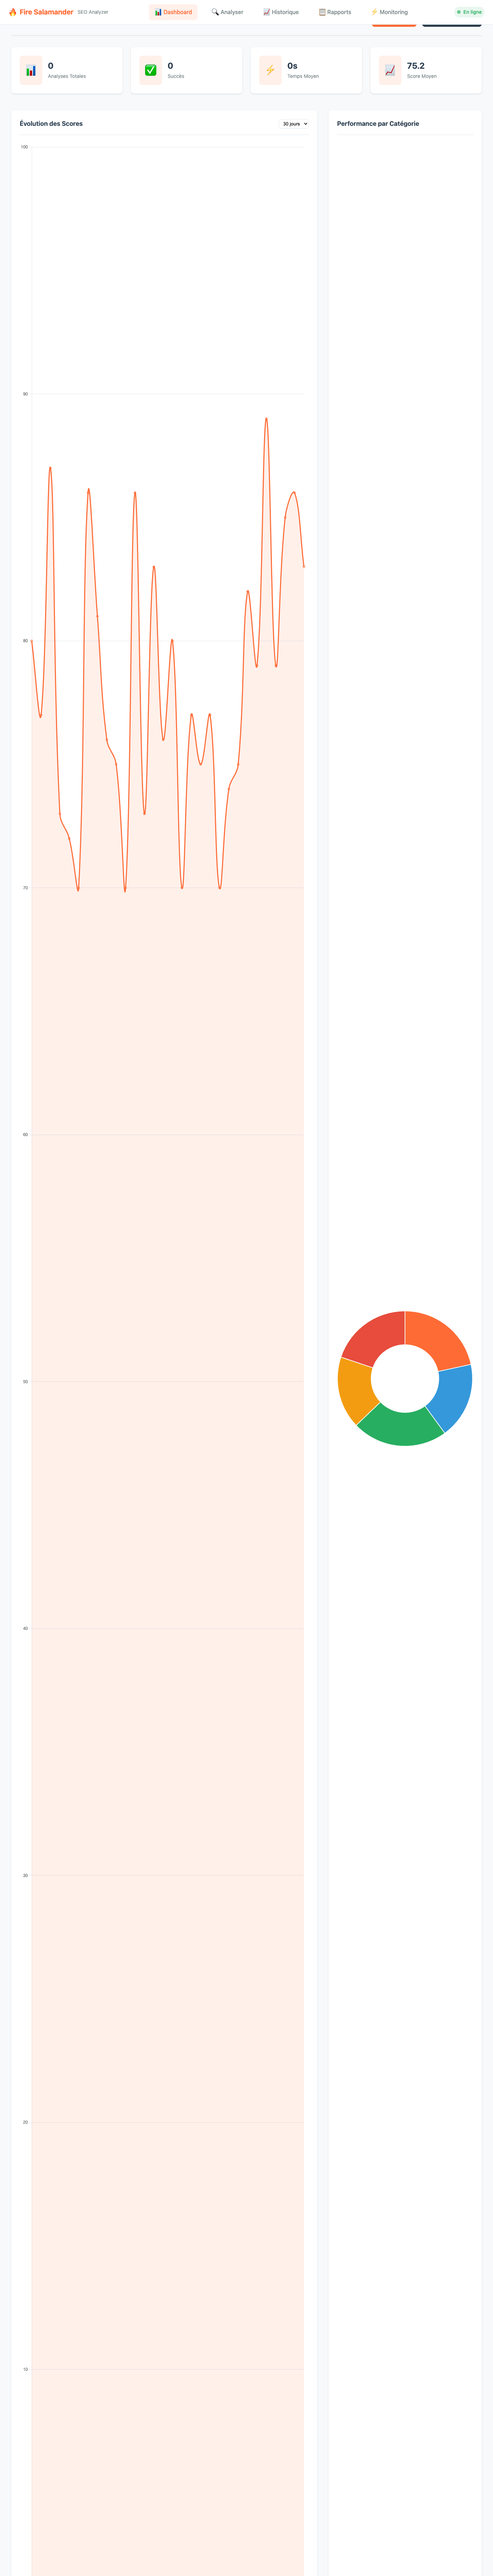 🔥 Fire Salamander SEO Analyzer 📊 Dashboard 🔍 Analyser 📈 Historique 📋 Rapports ⚡ Monitoring En ligne
0
Analyses Totales
0
Succès
0s
Temps Moyen
75.2
Score Moyen
Évolution des Scores
30 jours
100
90
80
70
60
50
40
30
20
10
Performance par Catégorie